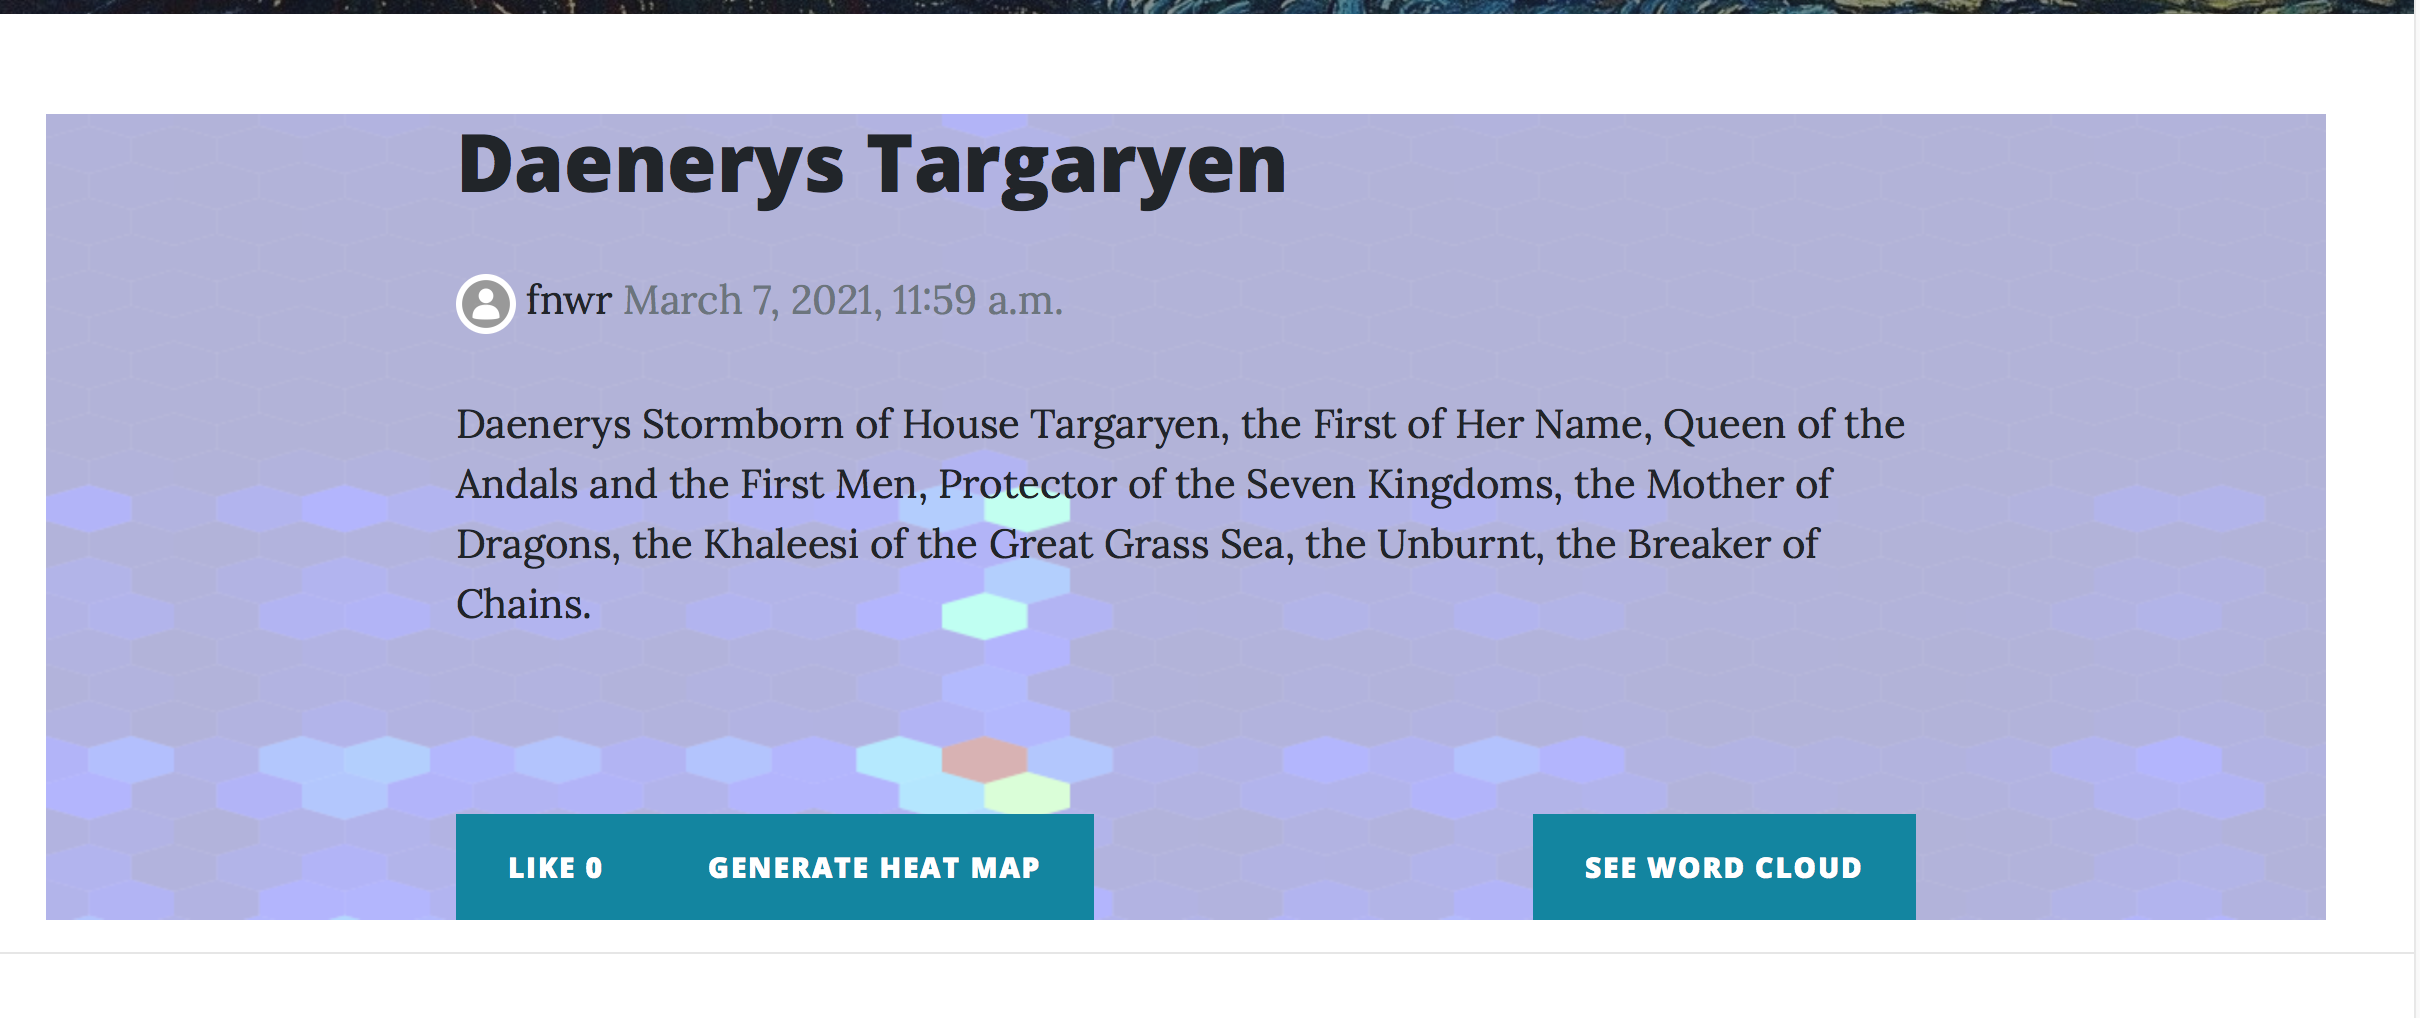 Daenerys Targaryen
fnwr March 7, 2021, 11:59 a.m.
Daenerys Stormborn of House Targaryen, the First of Her Name, Queen of the
Andals and the First Men, Protector of the Seven Kingdoms, the Mother of
Dragons, the Khaleesi of the Great Grass Sea, the Unburnt, the Breaker of
Chains.
LIKE 0 GENERATE HEAT MAP SEE WORD CLOUD